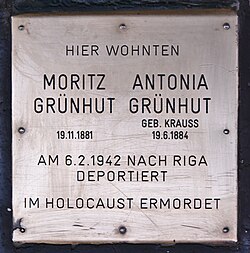 HIER WOHNTEN
MORITZ ANTONIA
GRÜNHUT GRÜNHUT
GEB. KRAUSS
19.11.1881 19.6.1884
AM 6.2.1942 NACH RIGA
DEPORTIERT
IM HOLOCAUST ERMORDET